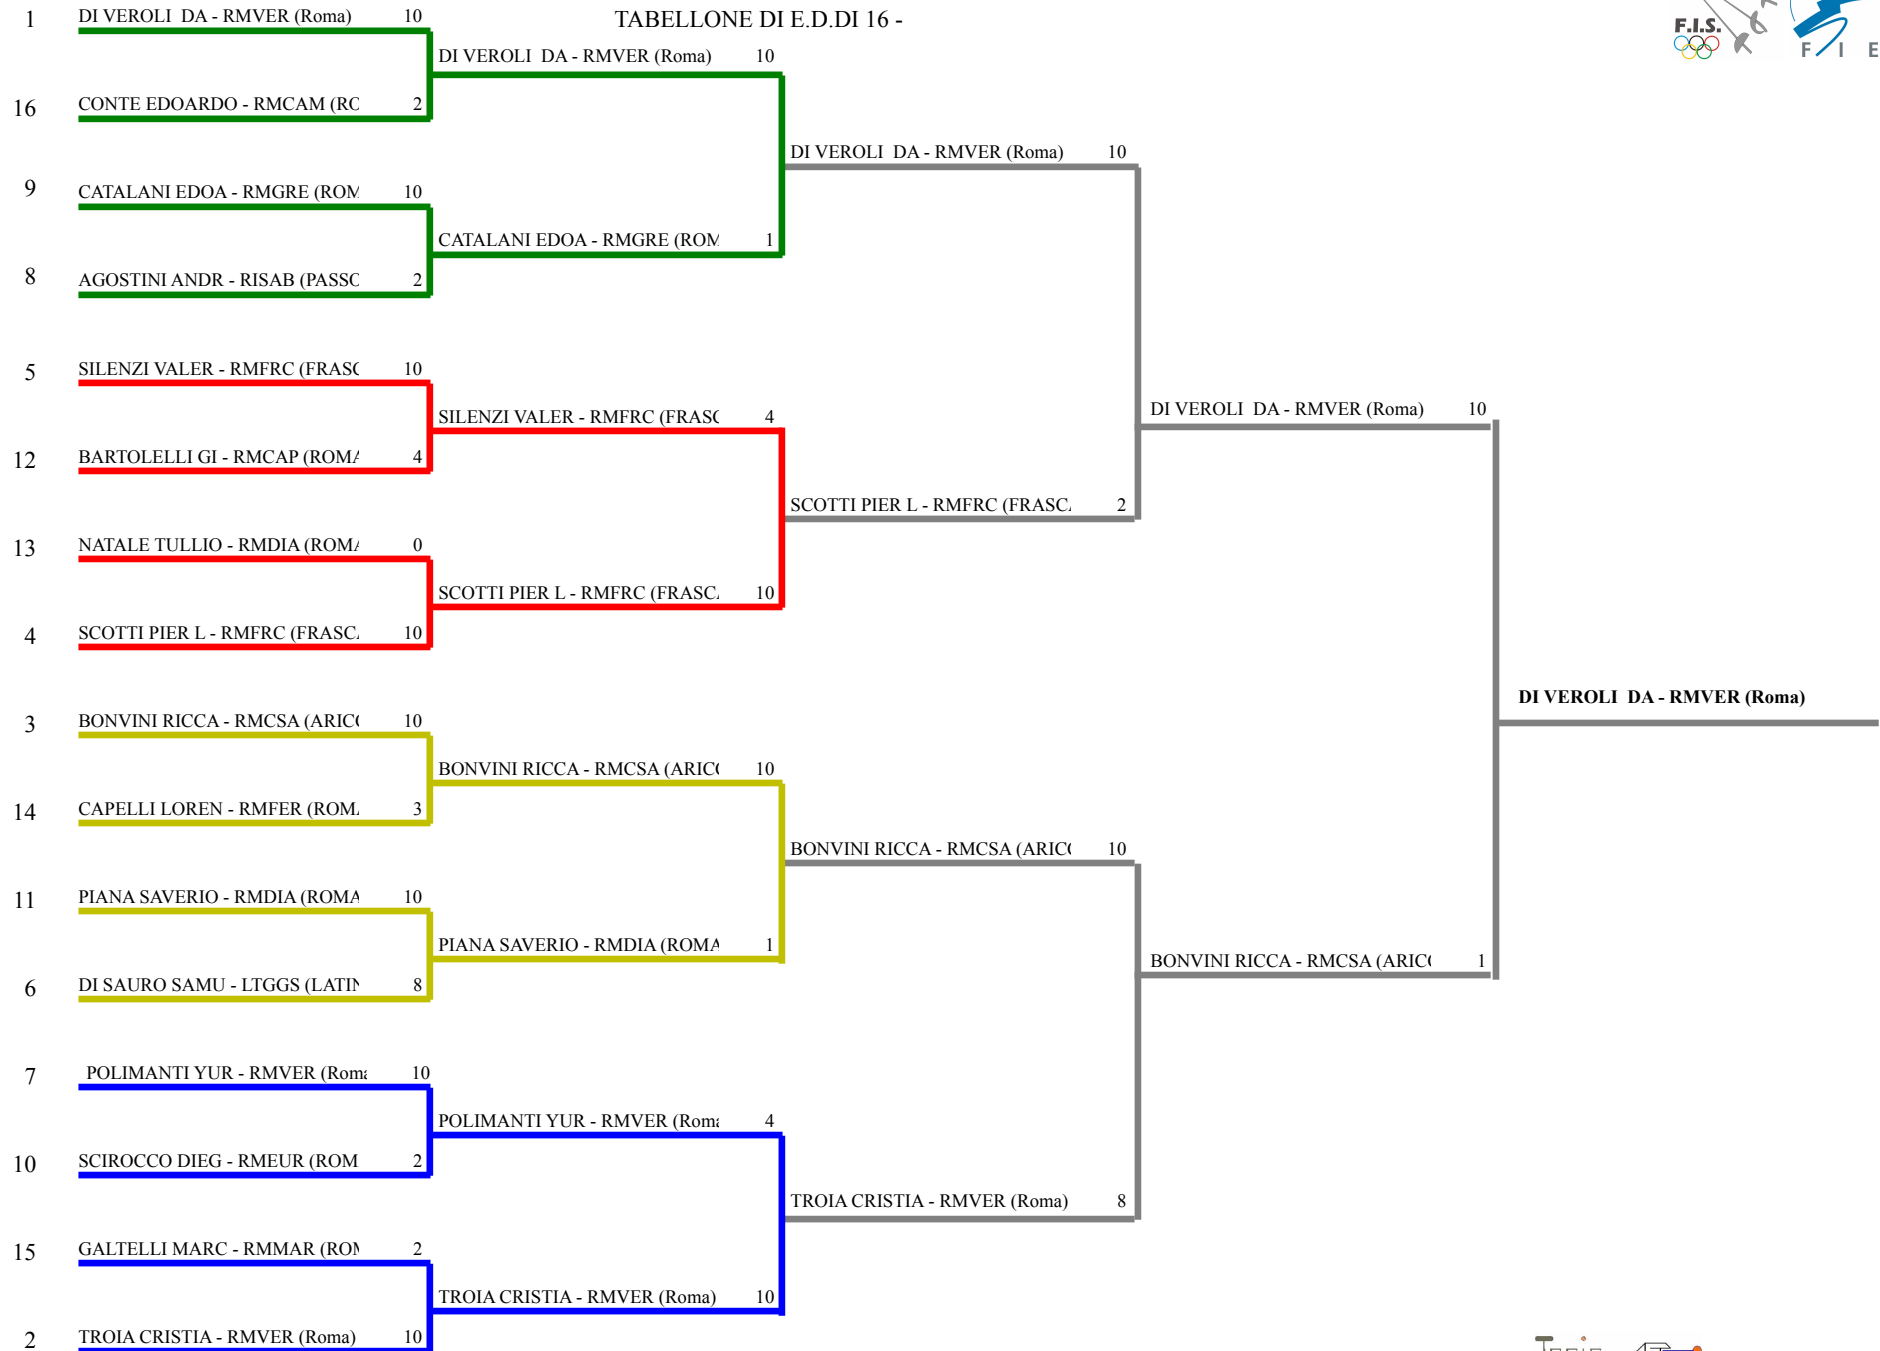 TABELLONE DI E.D.DI 16 -
F.I.S.
F I E
1 DI VEROLI DA - RMVER (Roma) 10
DI VEROLI DA - RMVER (Roma) 10
16 CONTE EDOARDO - RMCAM (RC 2
DI VEROLI DA - RMVER (Roma) 10
9 CATALANI EDOA - RMGRE (ROM 10
CATALANI EDOA - RMGRE (ROM 1
8 AGOSTINI ANDR - RISAB (PASSC 2
5 SILENZI VALER - RMFRC (FRASC 10
DI VEROLI DA - RMVER (Roma) 10
SILENZI VALER - RMFRC (FRASC 4
12 BARTOLELLI GI - RMCAP (ROMA 4
SCOTTI PIER L - RMFRC (FRASCA 2
13 NATALE TULLIO - RMDIA (ROMA 0
SCOTTI PIER L - RMFRC (FRASCA 10
4 SCOTTI PIER L - RMFRC (FRASCA 10
DI VEROLI DA - RMVER (Roma)
3 BONVINI RICCA - RMCSA (ARICC 10
BONVINI RICCA - RMCSA (ARICC 10
14 CAPELLI LOREN - RMFER (ROMA 3
BONVINI RICCA - RMCSA (ARICC 10
11 PIANA SAVERIO - RMDIA (ROMA 10
PIANA SAVERIO - RMDIA (ROMA 1
BONVINI RICCA - RMCSA (ARICC 1
6 DI SAURO SAMU - LTGGS (LATIN 8
7 POLIMANTI YUR - RMVER (Roma 10
POLIMANTI YUR - RMVER (Roma 4
10 SCIROCCO DIEG - RMEUR (ROM 2
TROIA CRISTIA - RMVER (Roma) 8
15 GALTELLI MARC - RMMAR (ROM 2
TROIA CRISTIA - RMVER (Roma) 10
2 TROIA CRISTIA - RMVER (Roma) 10